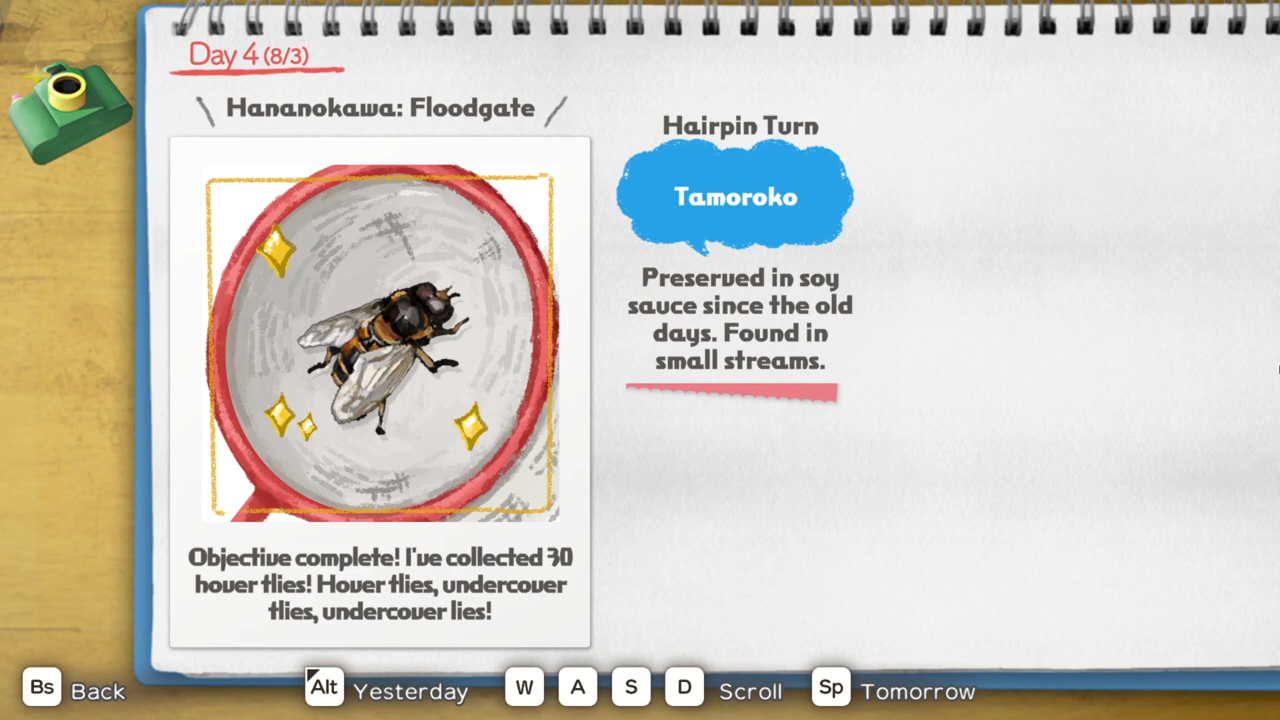 Day 4 (8/3)
Hananokawa: Floodgate
Objective complete! I've collected 30
hover flies! Hover flies, undercover
flies, undercover lies!
Hairpin Turn
Tamoroko
Preserved in soy
sauce since the old
days. Found in
small streams.
Bs Back
Alt Yesterday
W A S D Scroll
Sp Tomorrow